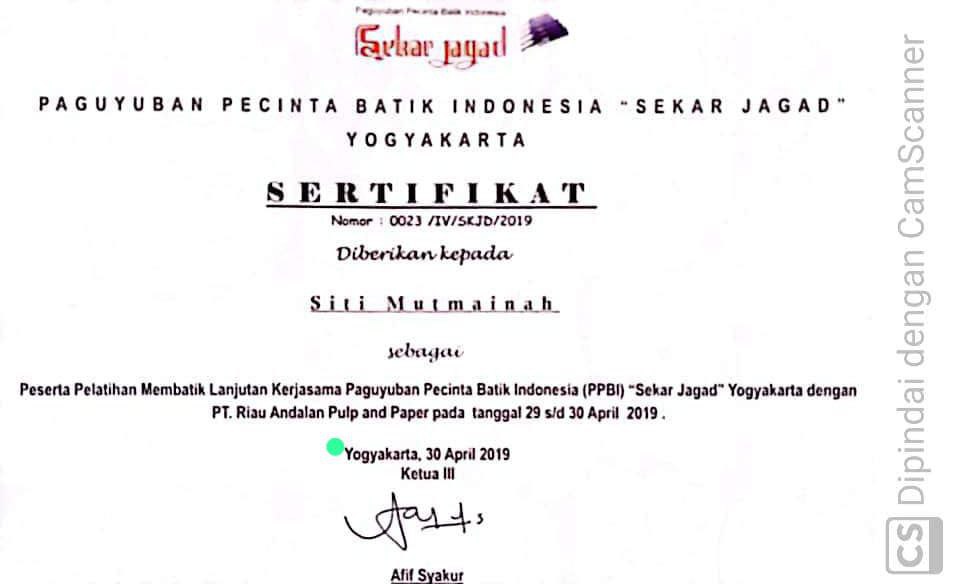 Paguyuban Pecinta Batik Indonesia
Sekar jagad
PAGUYUBAN PECINTA BATIK INDONESIA "SEKAR JAGAD"
YOGYAKARTA
SERTIFIKAT
Nomor : 0023 /IV/SKJD/2019
Diberikan kepada
Siti Mutmainah
sebagai
Peserta Pelatihan Membatik Lanjutan Kerjasama Paguyuban Pecinta Batik Indonesia (PPBI) "Sekar Jagad" Yogyakarta dengan
PT. Riau Andalan Pulp and Paper pada tanggal 29 s/d 30 April 2019 .
Yogyakarta, 30 April 2019
Ketua III
Afif Syakur
CS Dipindai dengan CamScanner